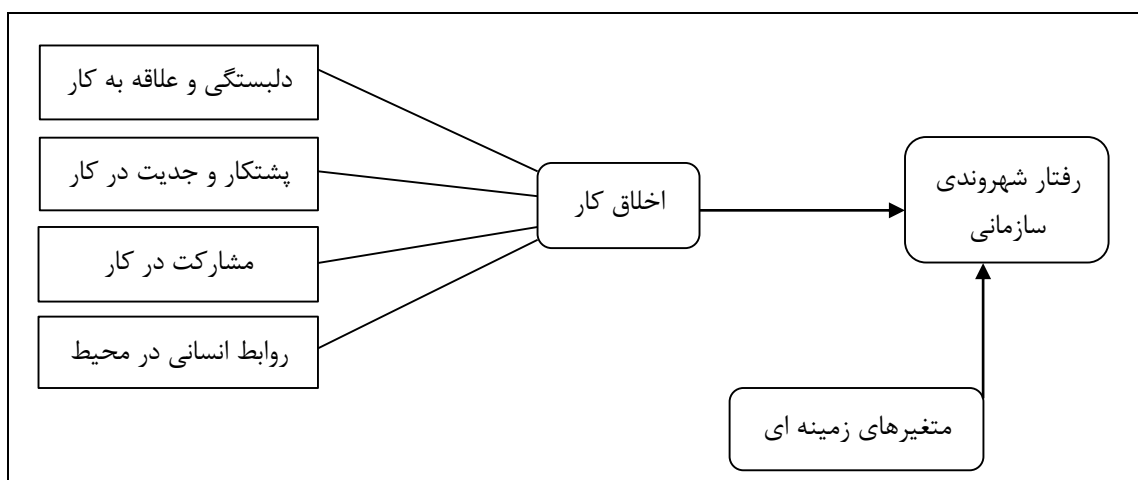 دلبستگی و علاقه به کار
پشتکار و جدیت در کار
مشارکت در کار
روابط انسانی در محیط
اخلاق کار
رفتار شهروندی
سازمانی
متغیرهای زمینه ای